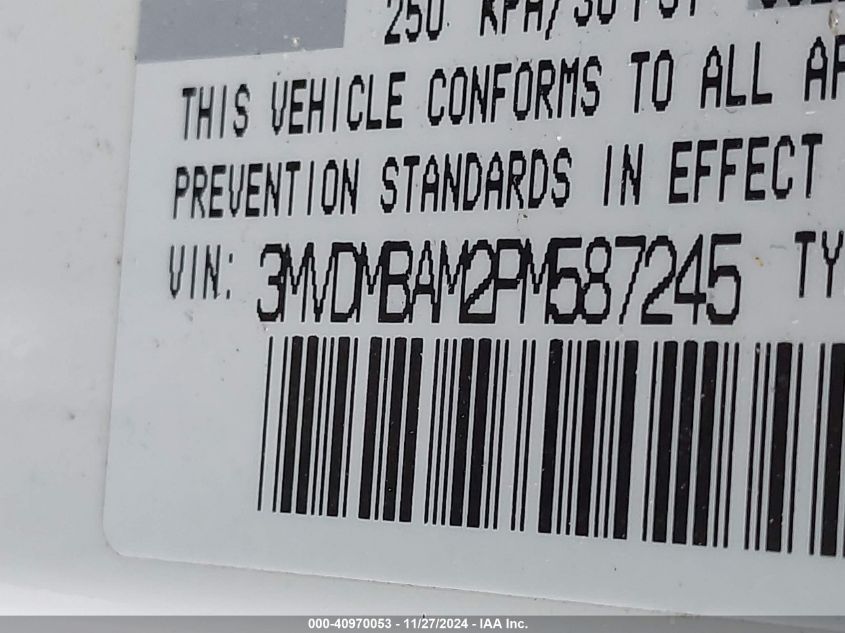 250 KPA/36 PSI
THIS VEHICLE CONFORMS TO ALL AP
PREVENTION STANDARDS IN EFFECT
VIN: 3MVDMBAM2PM587245 TY
000-40970053 - 11/27/2024 - IAA Inc.